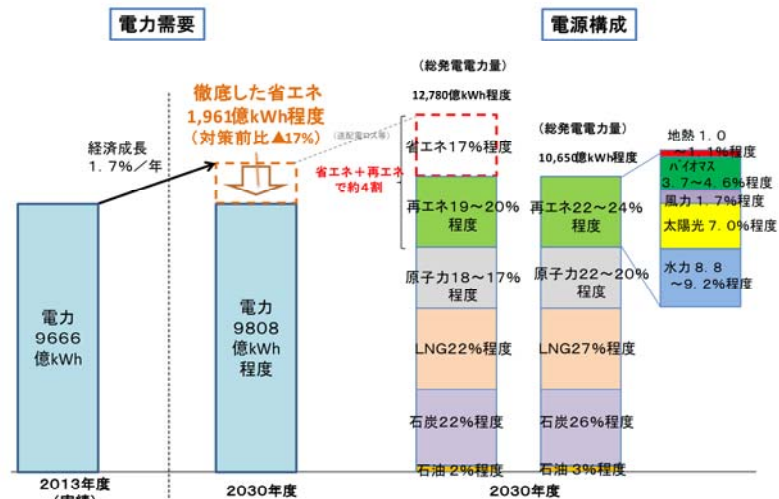 電力需要
電源構成
徹底した省エネ
1,961億kWh程度
(対策前比▲17%)
経済成長
1.7%/年
(送配電ロス等)
省エネ+再エネ
で約4割
(総発電電力量)
12,780億kWh程度
省エネ17%程度
再エネ19~20%
程度
原子力18~17%
程度
LNG22%程度
石炭22%程度
石油2%程度
(総発電電力量)
10,650億kWh程度
再エネ22~24%
程度
原子力22~20%
程度
LNG27%程度
石炭26%程度
石油3%程度
地熱1.0
~1.1%程度
バイオマス
3.7~4.6%程度
風力1.7%程度
太陽光7.0%程度
水力8.8
~9.2%程度
電力
9666
億kWh
電力
9808
億kWh
程度
2013年度
(実績)
2030年度
2030年度